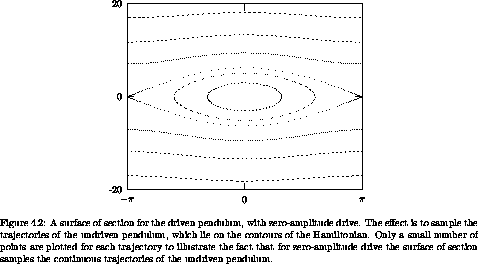 20
0
-20
−π
0
π
Figure 4.2: A surface of section for the driven pendulum, with zero-amplitude drive. The effect is to sample the
trajectories of the undriven pendulum, which lie on the contours of the Hamiltonian. Only a small number of
points are plotted for each trajectory to illustrate the fact that for zero-amplitude drive the surface of section
samples the continuous trajectories of the undriven pendulum.